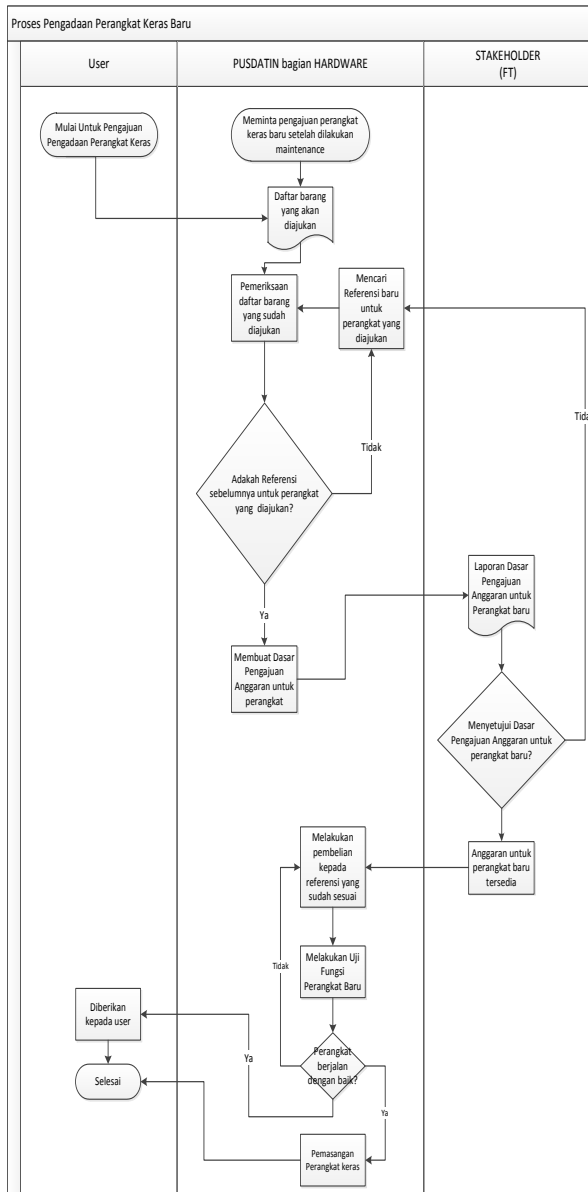 Proses Pengadaan Perangkat Keras Baru
User
PUSDATIN bagian HARDWARE
STAKEHOLDER
(FT)
Mulai Untuk Pengajuan
Pengadaan Perangkat Keras
Meminta pengajuan perangkat
keras baru setelah dilakukan
maintenance
Daftar barang
yang akan
diajukan
Pemeriksaan
daftar barang
yang sudah
diajukan
Mencari
Referensi baru
untuk
perangkat yang
diajukan
Tidak
Adakah Referensi
sebelumnya untuk perangkat
yang diajukan?
Tida
Ya
Membuat Dasar
Pengajuan
Anggaran untuk
perangkat
Laporan Dasar
Pengajuan
Anggaran untuk
Perangkat baru
Menyetujui Dasar
Pengajuan Anggaran untuk
perangkat baru?
Anggaran untuk
perangkat baru
tersedia
Melakukan
pembelian
kepada
referensi yang
sudah sesuai
Tidak
Melakukan Uji
Fungsi
Perangkat Baru
Perangkat
berjalan
dengan baik?
Ya
Diberikan
kepada user
Ya
Selesai
Pemasangan
Perangkat keras